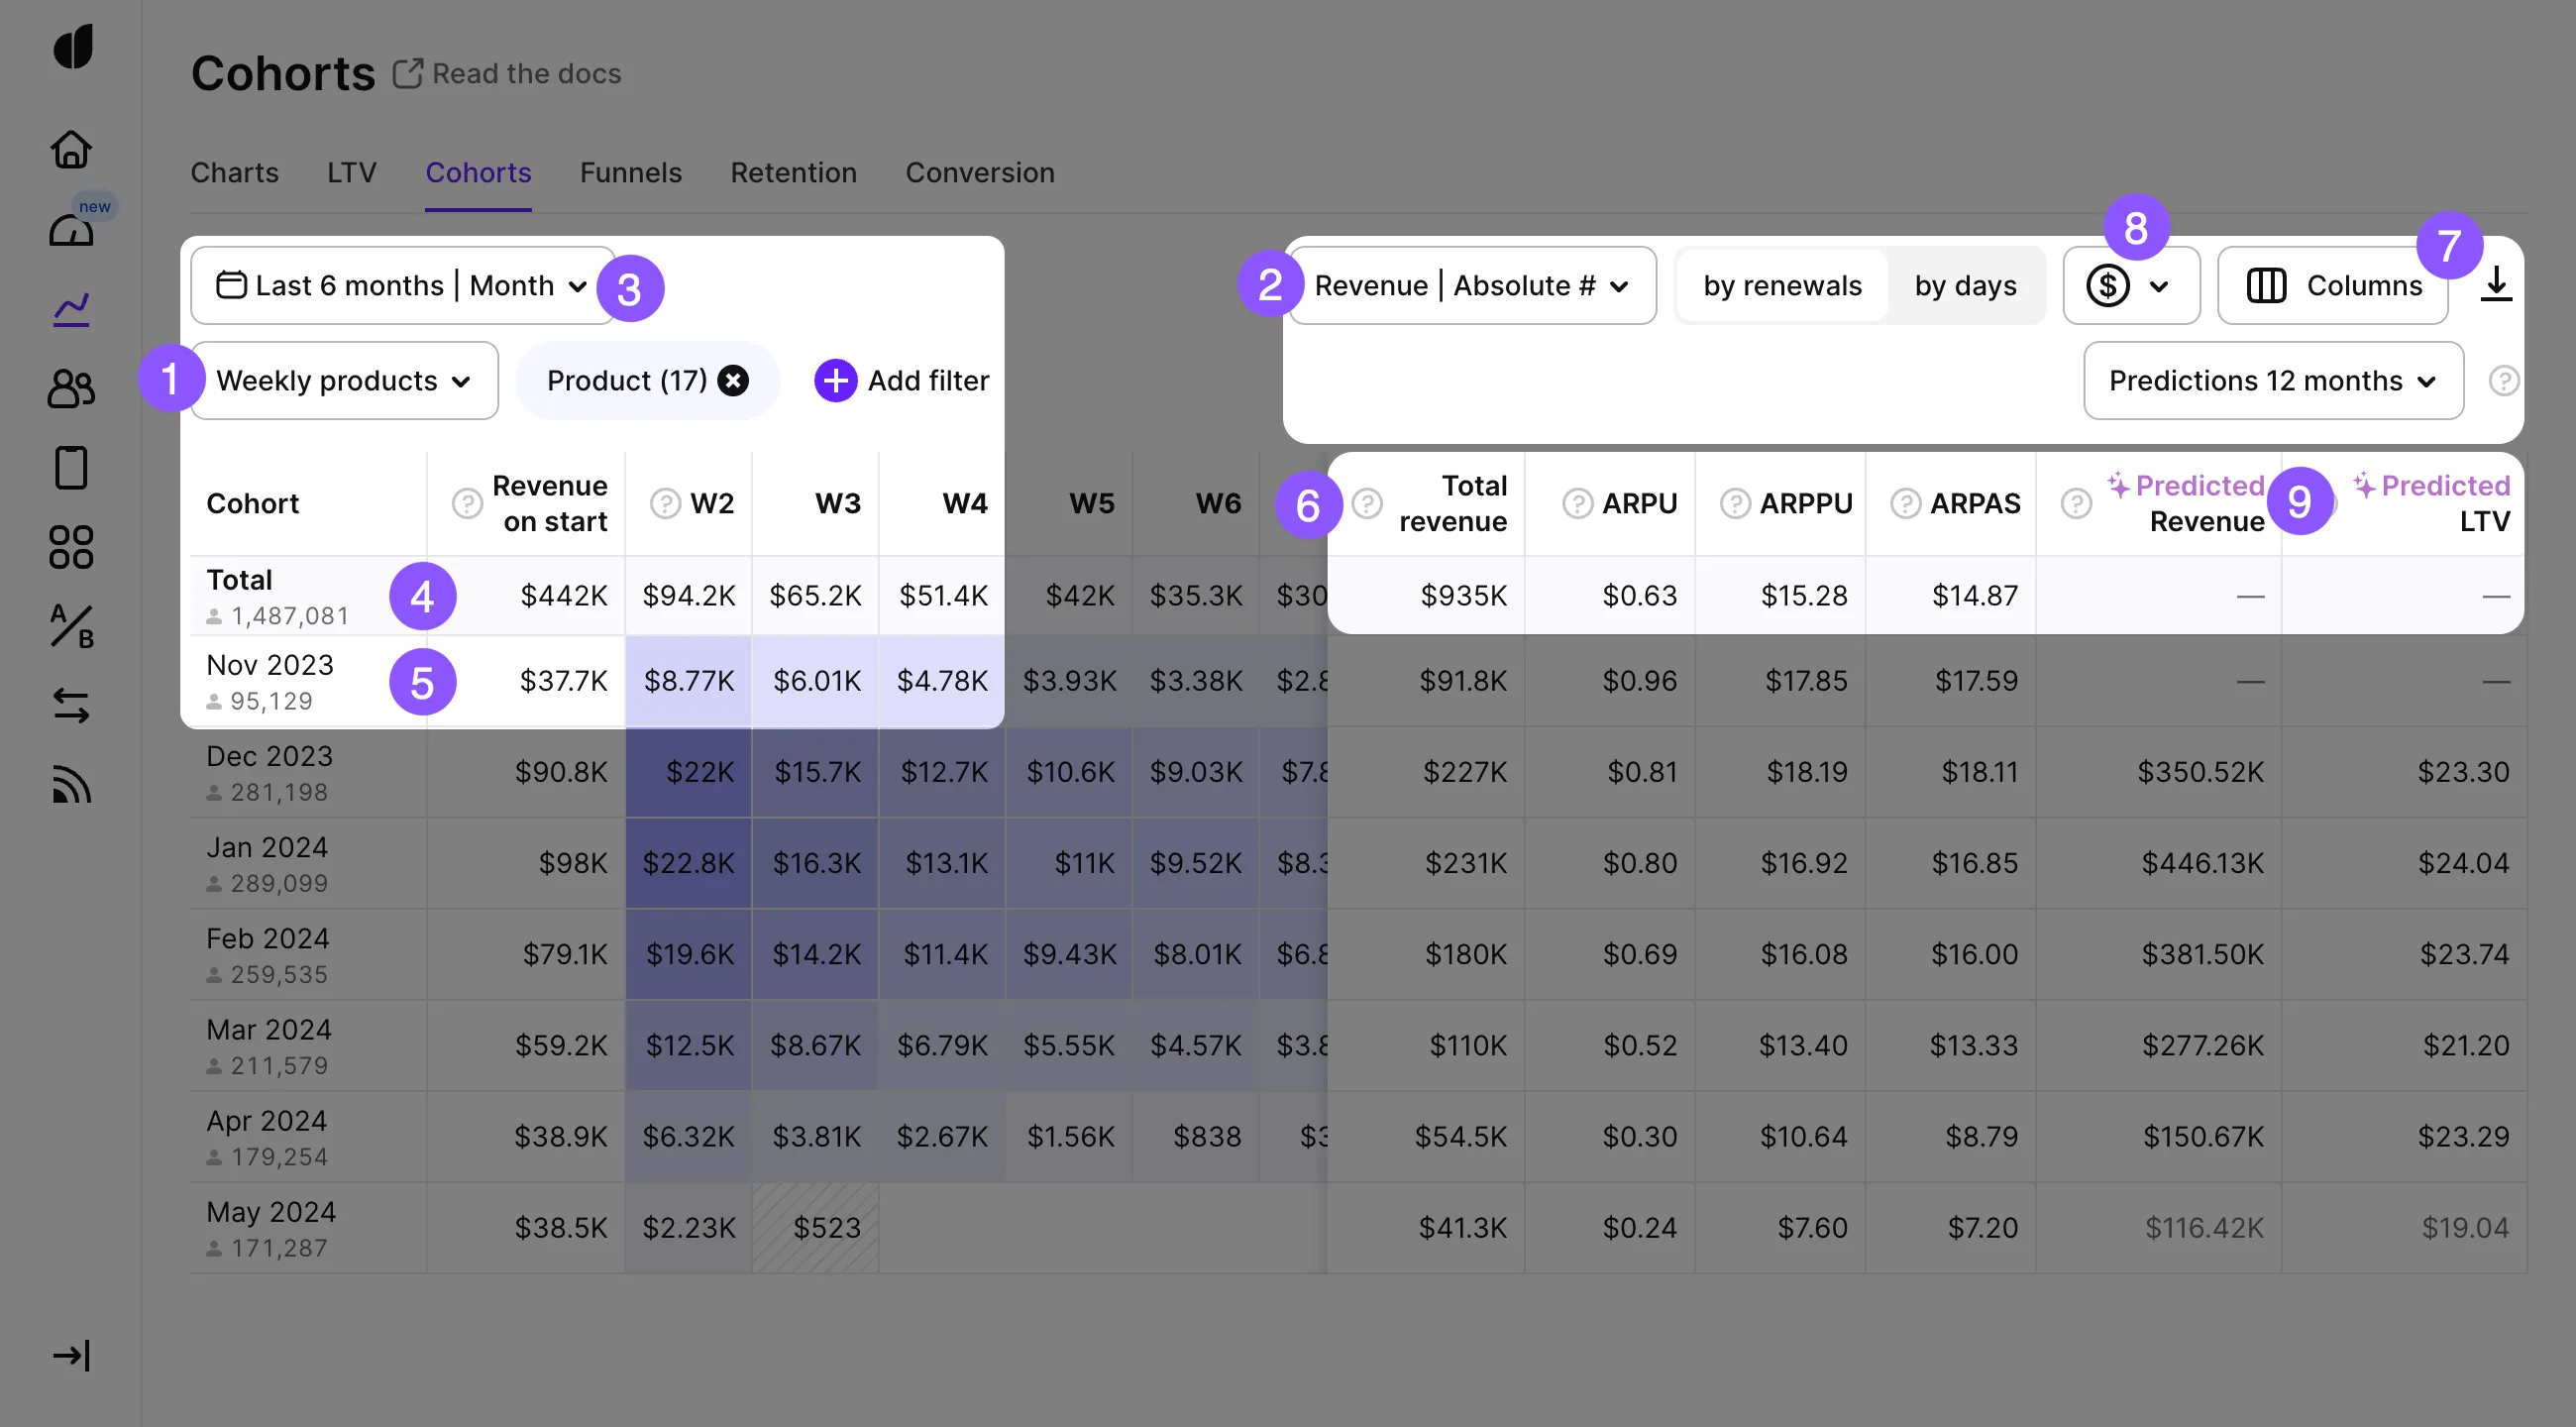 Cohorts Read the docs
new
Charts LTV Cohorts Funnels Retention Conversion
Last 6 months | Month 3
2 Revenue | Absolute # by renewals by days 8 $ Columns 7
1 Weekly products Product (17) Add filter
Predictions 12 months ?
Cohort ? Revenue on start ? W2 W3 W4 W5 W6 6 ? Total revenue ? ARPU ? ARPPU ? ARPAS ? Predicted Revenue 9 Predicted LTV
Total 4 $442K $94.2K $65.2K $51.4K $42K $35.3K $30 $935K $0.63 $15.28 $14.87 — —
1,487,081
Nov 2023 5 $37.7K $8.77K $6.01K $4.78K $3.93K $3.38K $2.8 $91.8K $0.96 $17.85 $17.59 — —
95,129
Dec 2023 $90.8K $22K $15.7K $12.7K $10.6K $9.03K $7.8 $227K $0.81 $18.19 $18.11 $350.52K $23.30
281,198
Jan 2024 $98K $22.8K $16.3K $13.1K $11K $9.52K $8.3 $231K $0.80 $16.92 $16.85 $446.13K $24.04
289,099
Feb 2024 $79.1K $19.6K $14.2K $11.4K $9.43K $8.01K $6.8 $180K $0.69 $16.08 $16.00 $381.50K $23.74
259,535
Mar 2024 $59.2K $12.5K $8.67K $6.79K $5.55K $4.57K $3.8 $110K $0.52 $13.40 $13.33 $277.26K $21.20
211,579
A/B
Apr 2024 $38.9K $6.32K $3.81K $2.67K $1.56K $838 $3 $54.5K $0.30 $10.64 $8.79 $150.67K $23.29
179,254
May 2024 $38.5K $2.23K $523 $41.3K $0.24 $7.60 $7.20 $116.42K $19.04
171,287